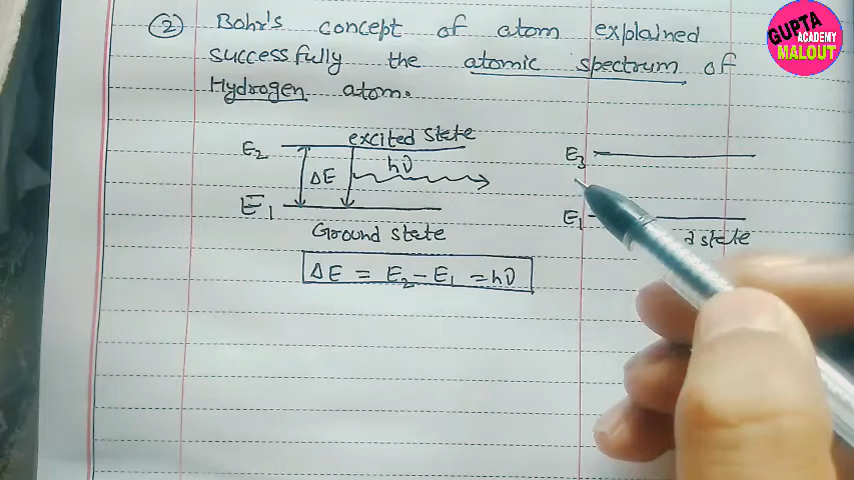 ② Bohr's concept of atom explained
successfully the atomic spectrum of
Hydrogen atom.
E₂ excited state
ΔE hν
E₁
Ground state
ΔE = E₂ - E₁ = hν
E₃
E₁
state
GUPTA
ACADEMY
MALOUT